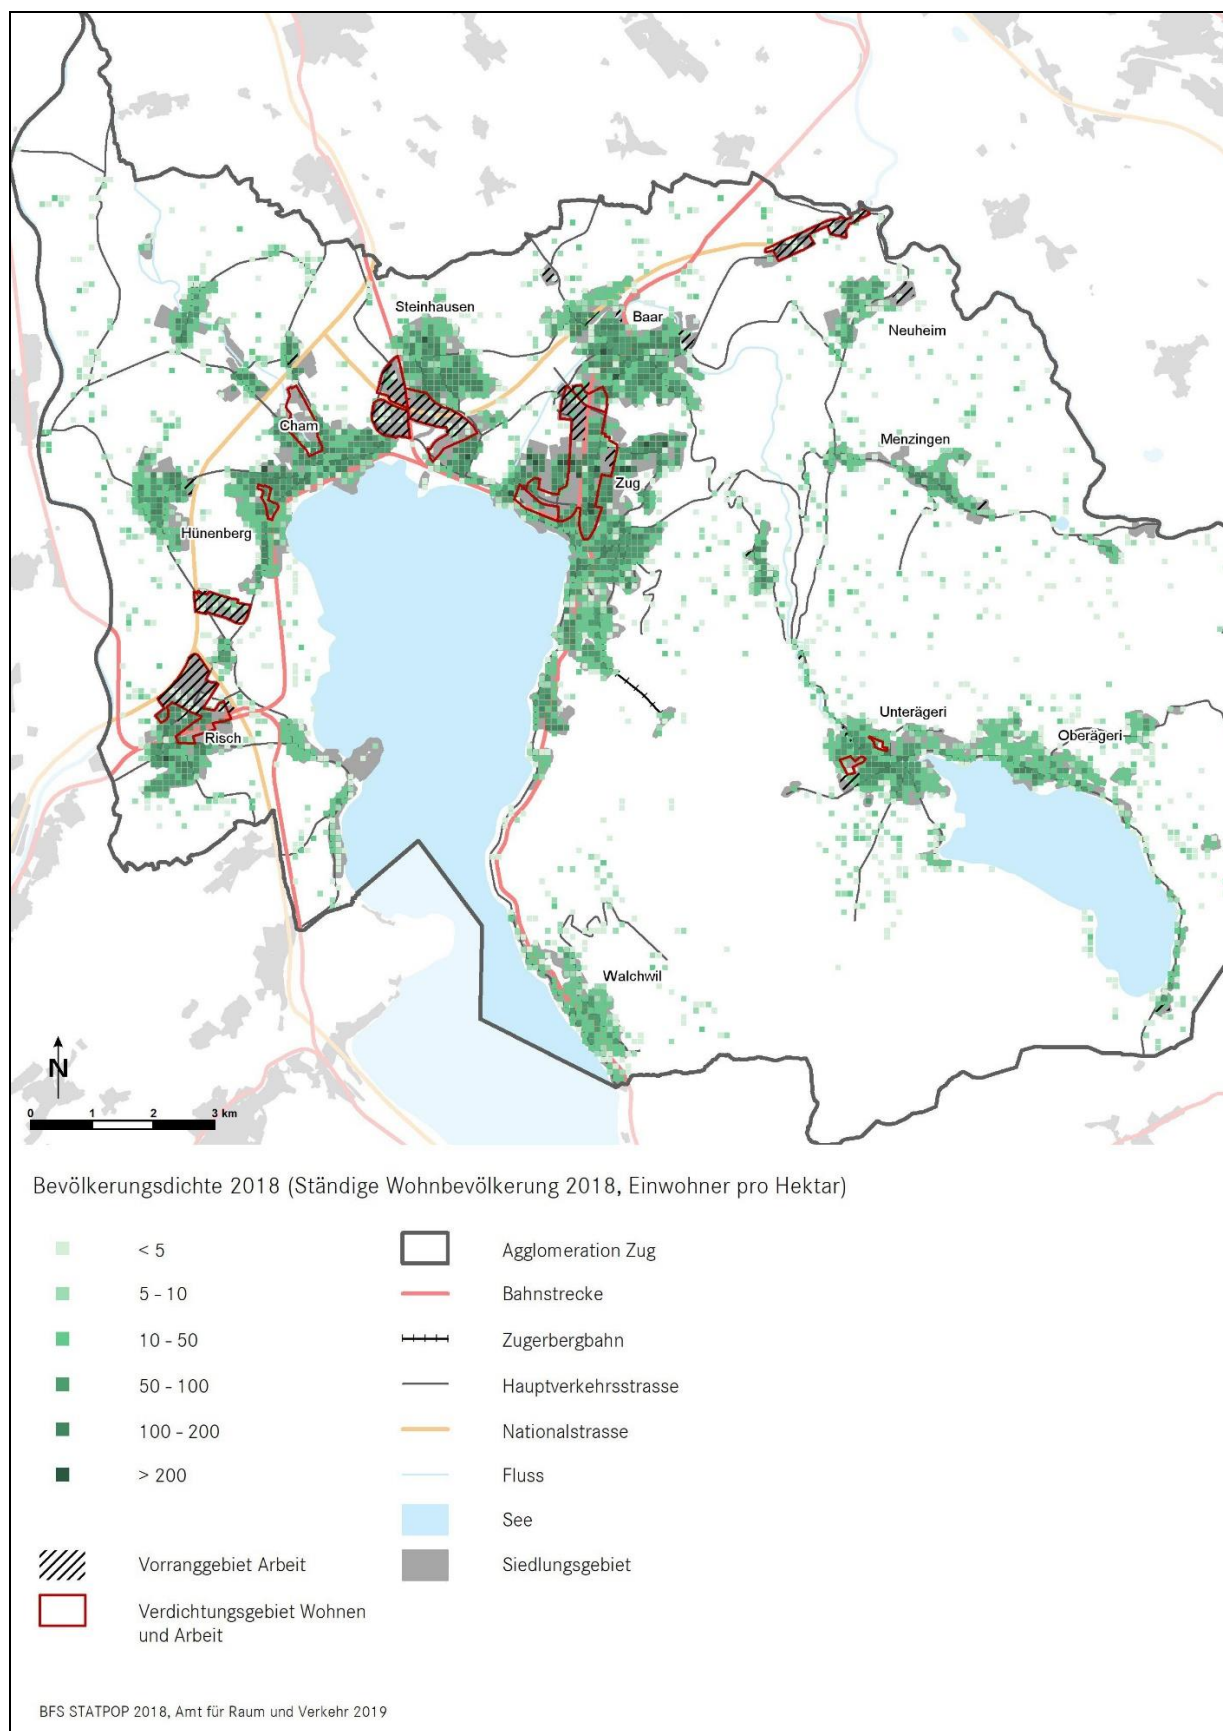 Steinhausen
Baar
Neuheim
Cham
Menzingen
Zug
Hünenberg
Unterägeri
Risch
Oberägeri
Walchwil
N
0 1 2 3 km
Bevölkerungsdichte 2018 (Ständige Wohnbevölkerung 2018, Einwohner pro Hektar)
< 5
5 - 10
10 - 50
50 - 100
100 - 200
> 200
Vorranggebiet Arbeit
Verdichtungsgebiet Wohnen
und Arbeit
Agglomeration Zug
Bahnstrecke
Zugerbergbahn
Hauptverkehrsstrasse
Nationalstrasse
Fluss
See
Siedlungsgebiet
BFS STATPOP 2018, Amt für Raum und Verkehr 2019